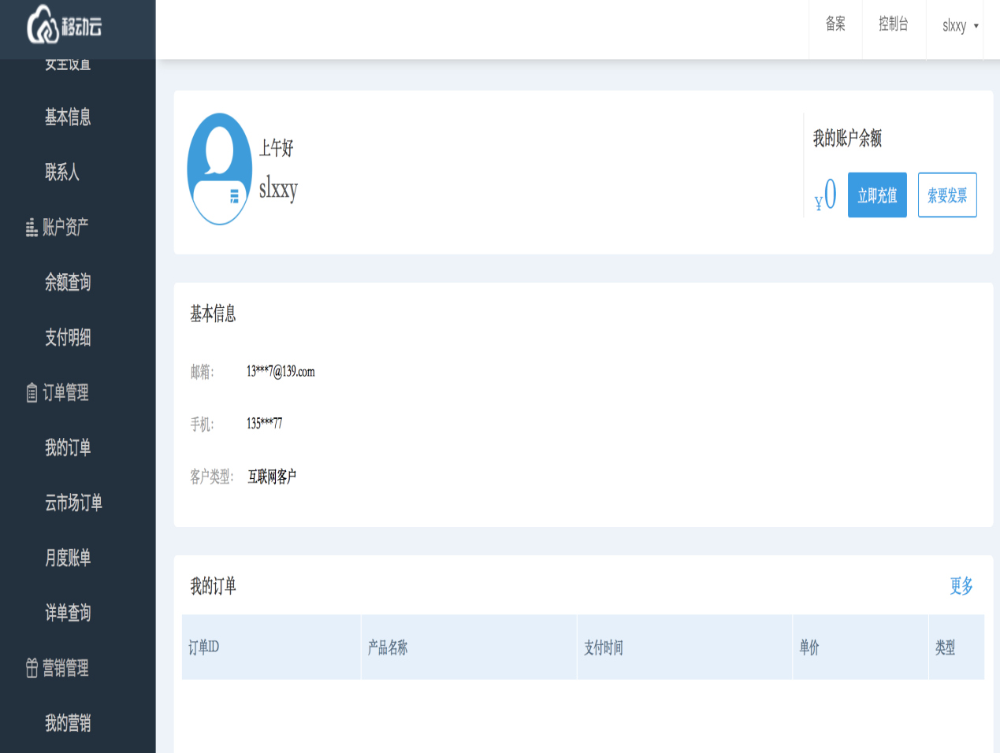 移动云
备案
控制台
slxxy
安全设置
基本信息
联系人
账户资产
余额查询
支付明细
订单管理
我的订单
云市场订单
月度账单
详单查询
营销管理
我的营销
上午好
slxxy
我的账户余额
¥0
立即充值
索要发票
基本信息
邮箱: 13***7@139.com
手机: 135***77
客户类型: 互联网客户
我的订单
更多
订单ID 产品名称 支付时间 单价 类型